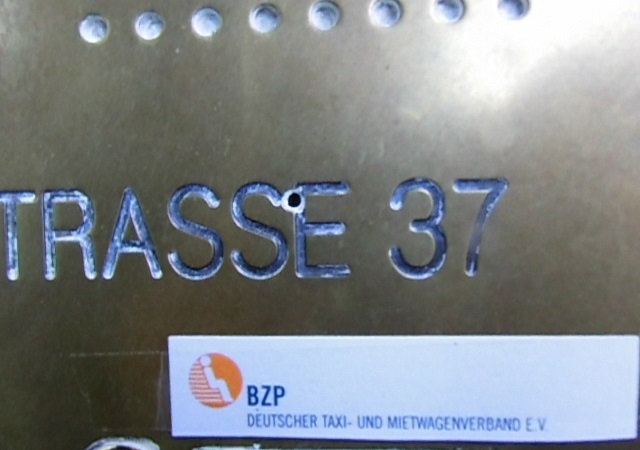 TRASSE 37
BZP
DEUTSCHER TAXI- UND MIETWAGENVERBAND E.V.